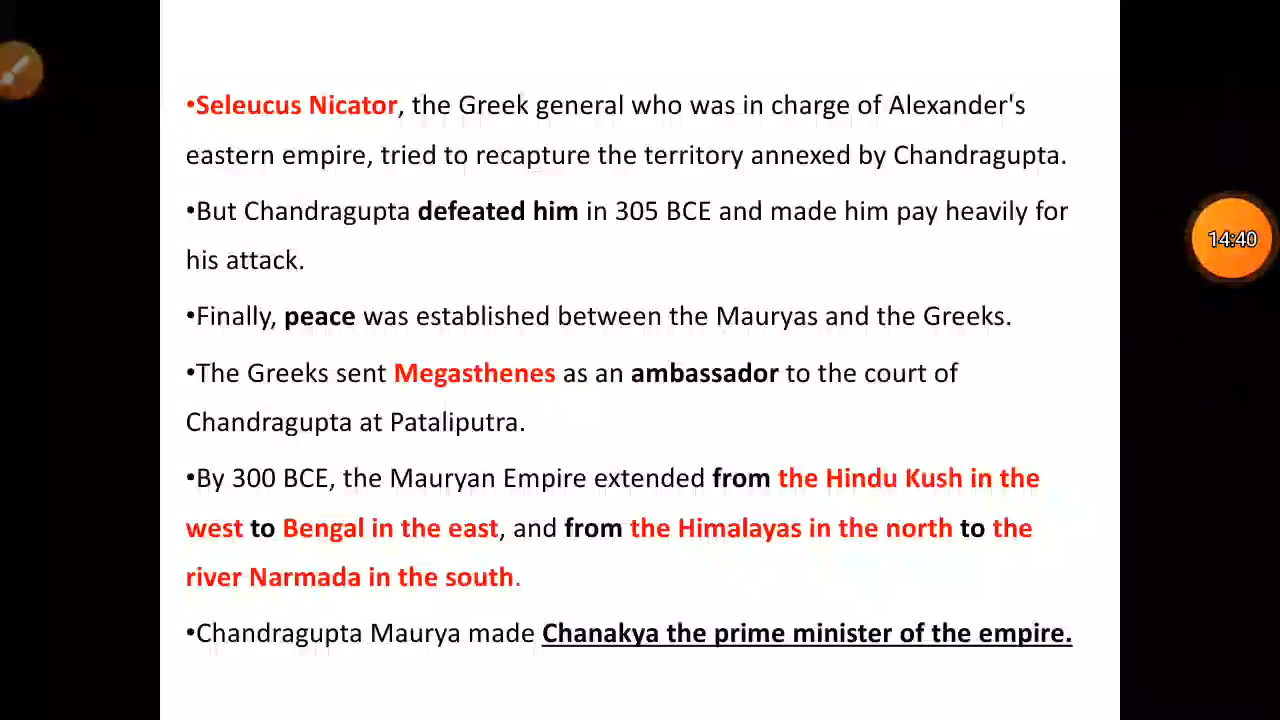 •Seleucus Nicator, the Greek general who was in charge of Alexander's
eastern empire, tried to recapture the territory annexed by Chandragupta.
•But Chandragupta defeated him in 305 BCE and made him pay heavily for
his attack.
•Finally, peace was established between the Mauryas and the Greeks.
•The Greeks sent Megasthenes as an ambassador to the court of
Chandragupta at Pataliputra.
•By 300 BCE, the Mauryan Empire extended from the Hindu Kush in the
west to Bengal in the east, and from the Himalayas in the north to the
river Narmada in the south.
•Chandragupta Maurya made Chanakya the prime minister of the empire.
14:40